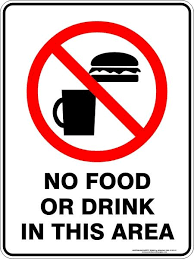 NO FOOD
OR DRINK
IN THIS AREA